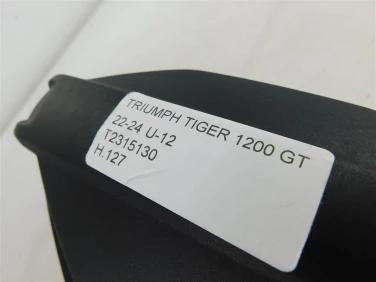 TRIUMPH TIGER 1200 GT
22-24 U-12
T2315130
H.127